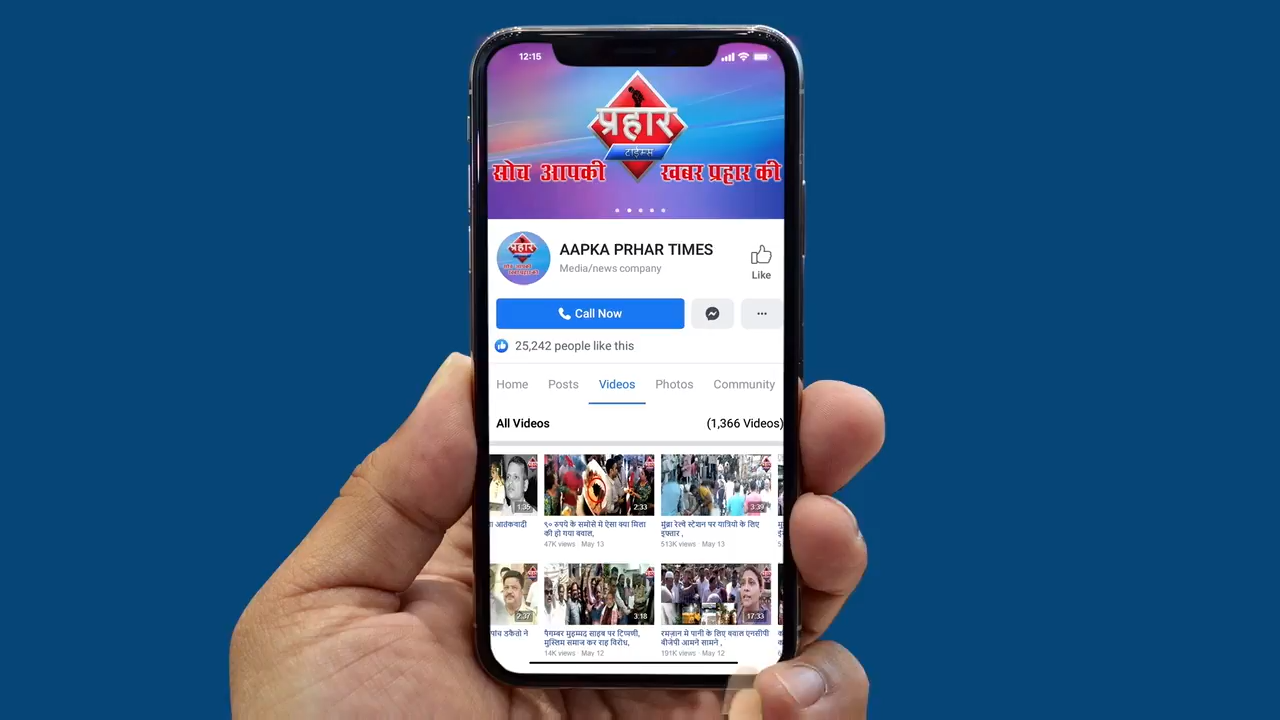 12:15
प्रहार
टाईमस
सोच आपकी खबर प्रहार की
प्रहार
AAPKA PRHAR TIMES
Media/news company
Like
Call Now
25,242 people like this
Home Posts Videos Photos Community
All Videos (1,366 Videos)
1:35 2:33 3:39
आतंकवादी
९० रुपये के समोसे मे ऐसा क्या मिला
की हो गया बवाल,
47K views · May 13
मुंब्रा रेल्वे स्टेशन पर यात्रियो के लिए
इफ्तार ,
513K views · May 13
2:37 3:18 17:33
पांच डकैतो ने
पैगम्बर मुहम्मद साहब पर टिप्पणी,
मुस्लिम समाज कर राह विरोध,
14K views · May 12
रमज़ान मे पानी के लिए बवाल एनसीपी
बीजेपी आमने सामने ,
191K views · May 12